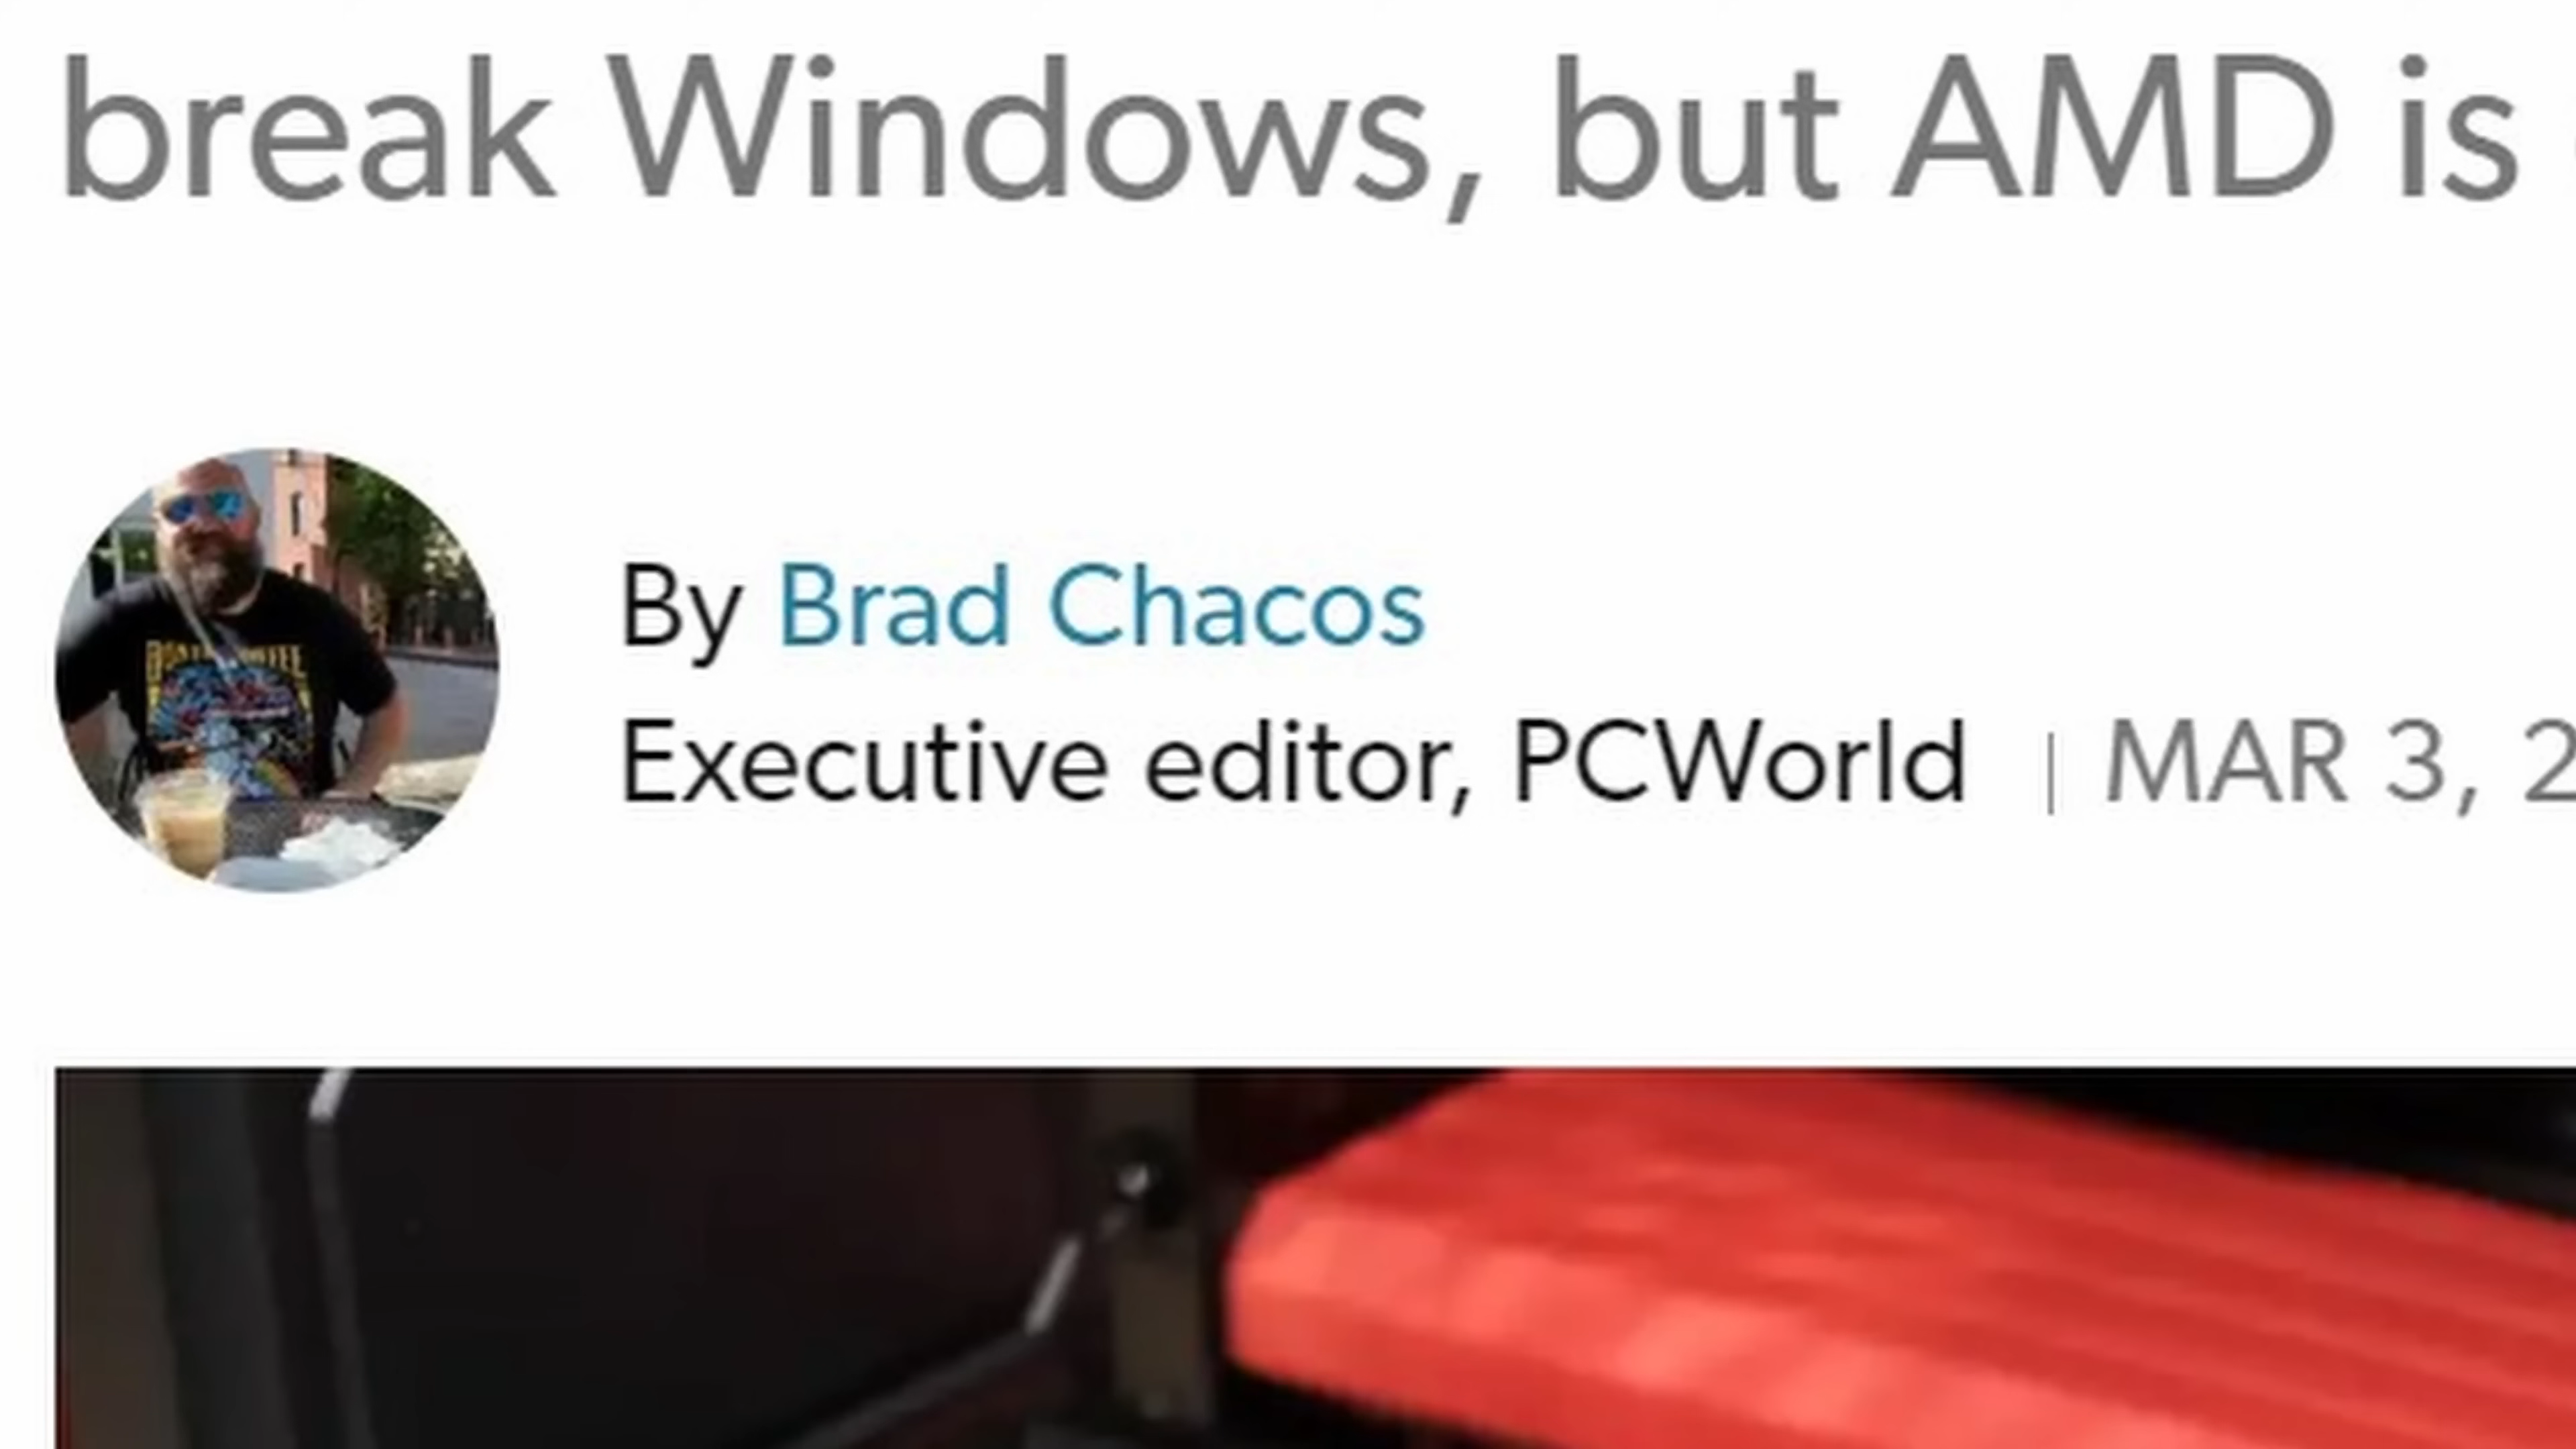 break Windows, but AMD is
By Brad Chacos
Executive editor, PCWorld | MAR 3, 2